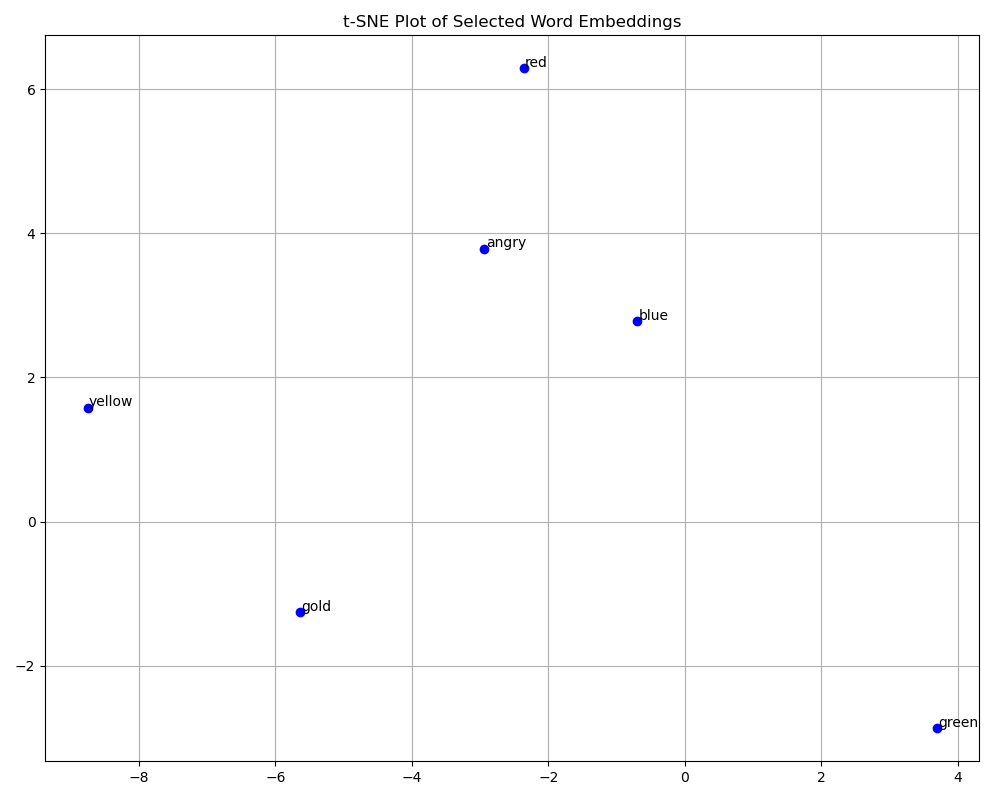 t-SNE Plot of Selected Word Embeddings
red
6
angry
4
blue
2
yellow
0
gold
−2
green
−8 −6 −4 −2 0 2 4